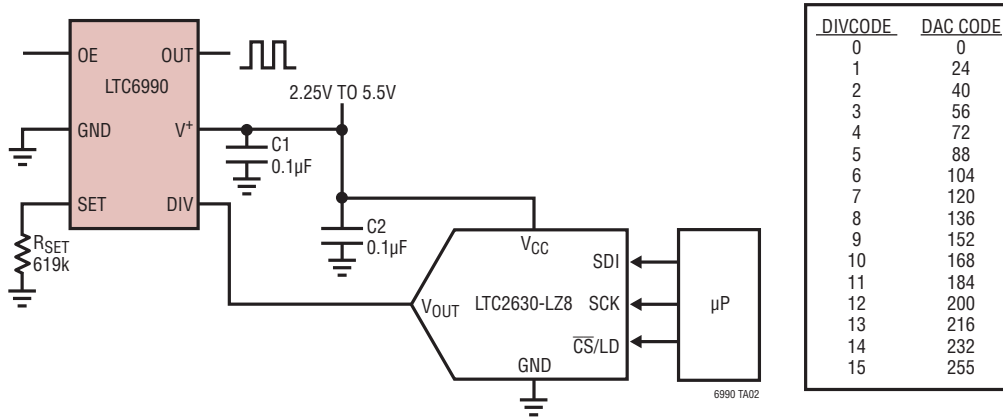 OE OUT
LTC6990
GND V+
SET DIV
RSET
619k
2.25V TO 5.5V
C1
0.1µF
C2
0.1µF
VCC
SDI
VOUT LTC2630-LZ8 SCK
CS/LD
GND
µP
6990 TA02
DIVCODE DAC CODE
0 0
1 24
2 40
3 56
4 72
5 88
6 104
7 120
8 136
9 152
10 168
11 184
12 200
13 216
14 232
15 255